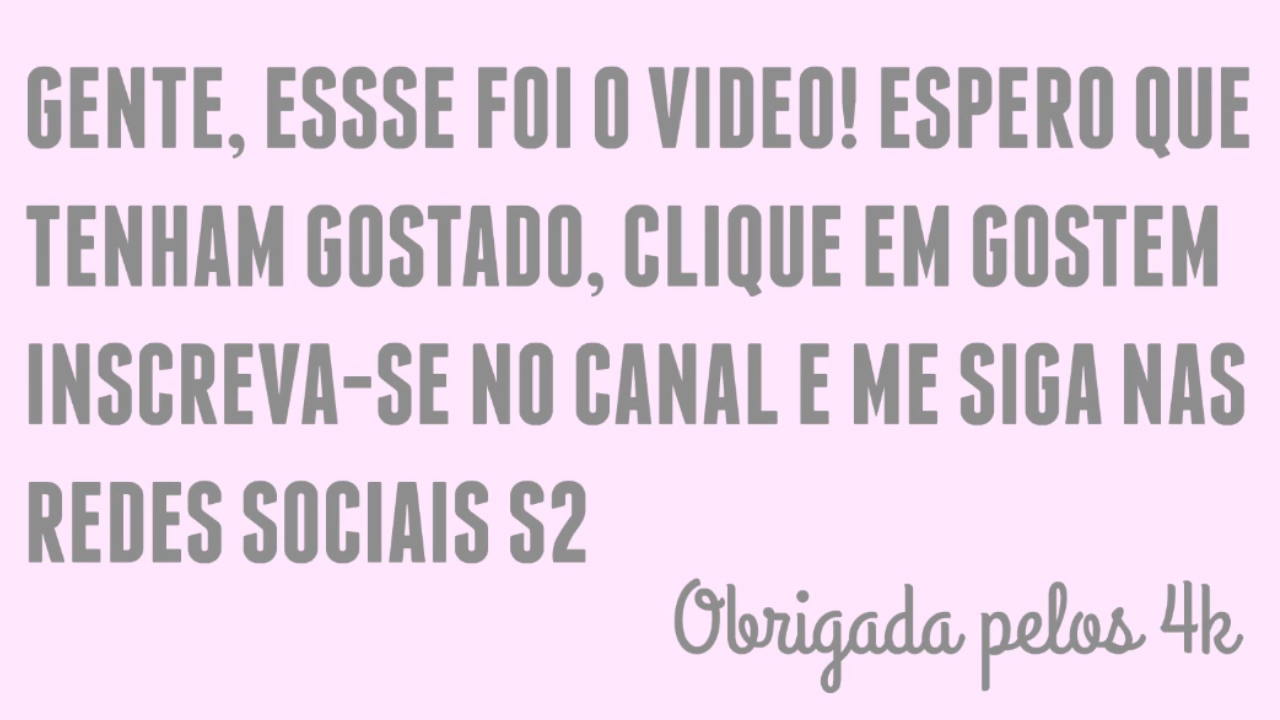 GENTE, ESSSE FOI O VIDEO! ESPERO QUE
TENHAM GOSTADO, CLIQUE EM GOSTEM
INSCREVA-SE NO CANAL E ME SIGA NAS
REDES SOCIAIS S2
Obrigada pelos 4k